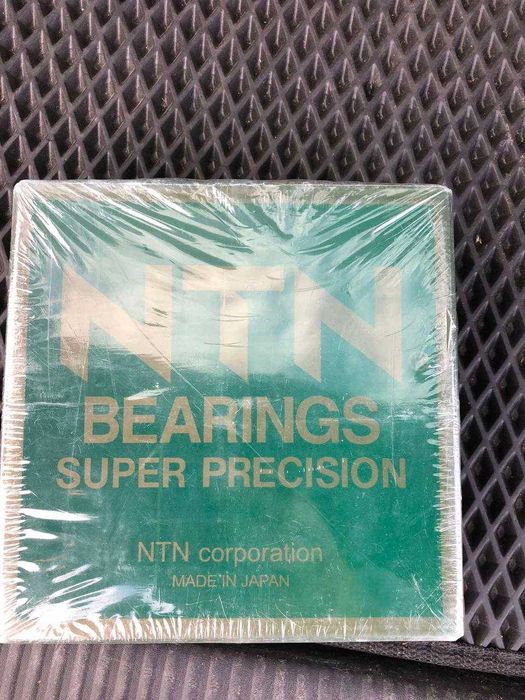 NTN
BEARINGS
SUPER PRECISION
NTN corporation
MADE IN JAPAN